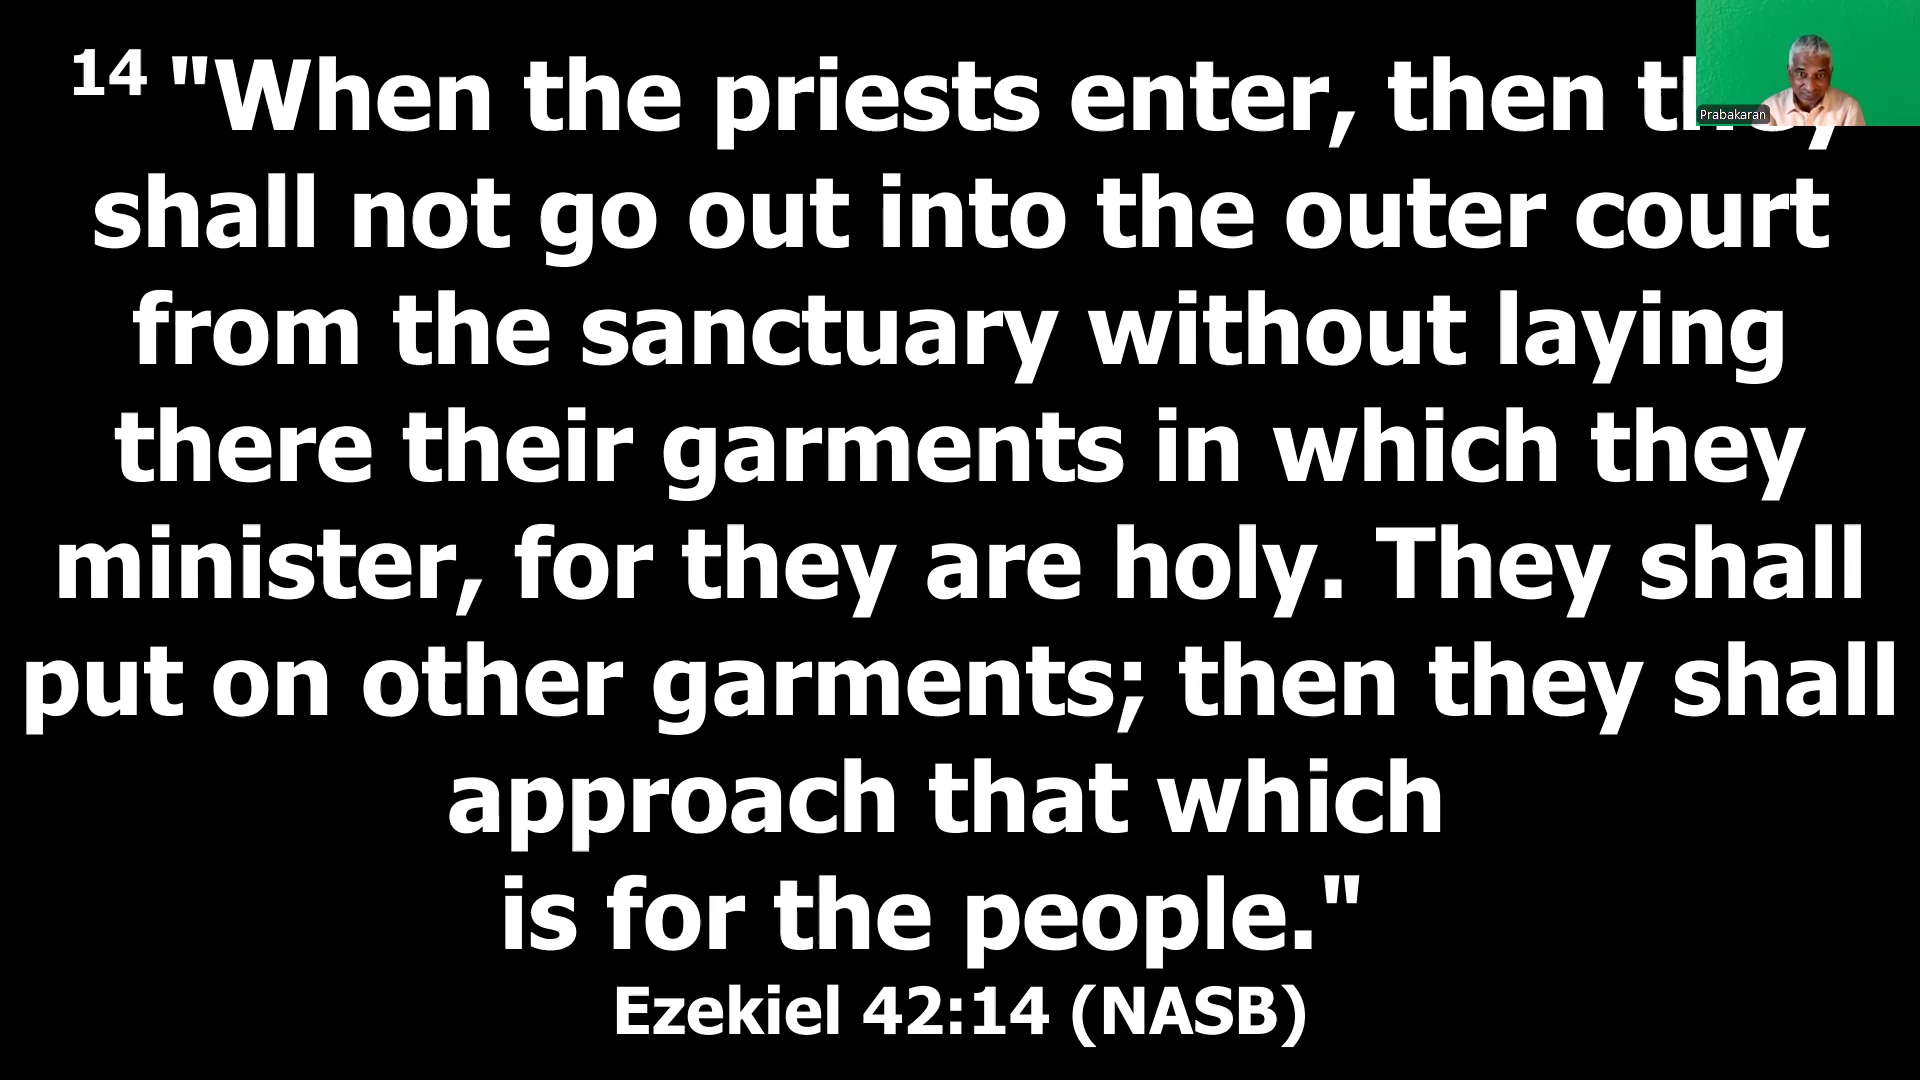 14 "When the priests enter, then they
shall not go out into the outer court
from the sanctuary without laying
there their garments in which they
minister, for they are holy. They shall
put on other garments; then they shall
approach that which
is for the people."
Ezekiel 42:14 (NASB)
Prabakaran